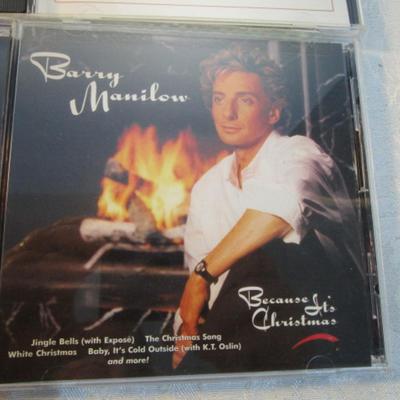 Barry
Manilow
Because It's
Christmas
Jingle Bells (with Exposé) The Christmas Song
White Christmas Baby, It's Cold Outside (with K.T. Oslin)
and more!